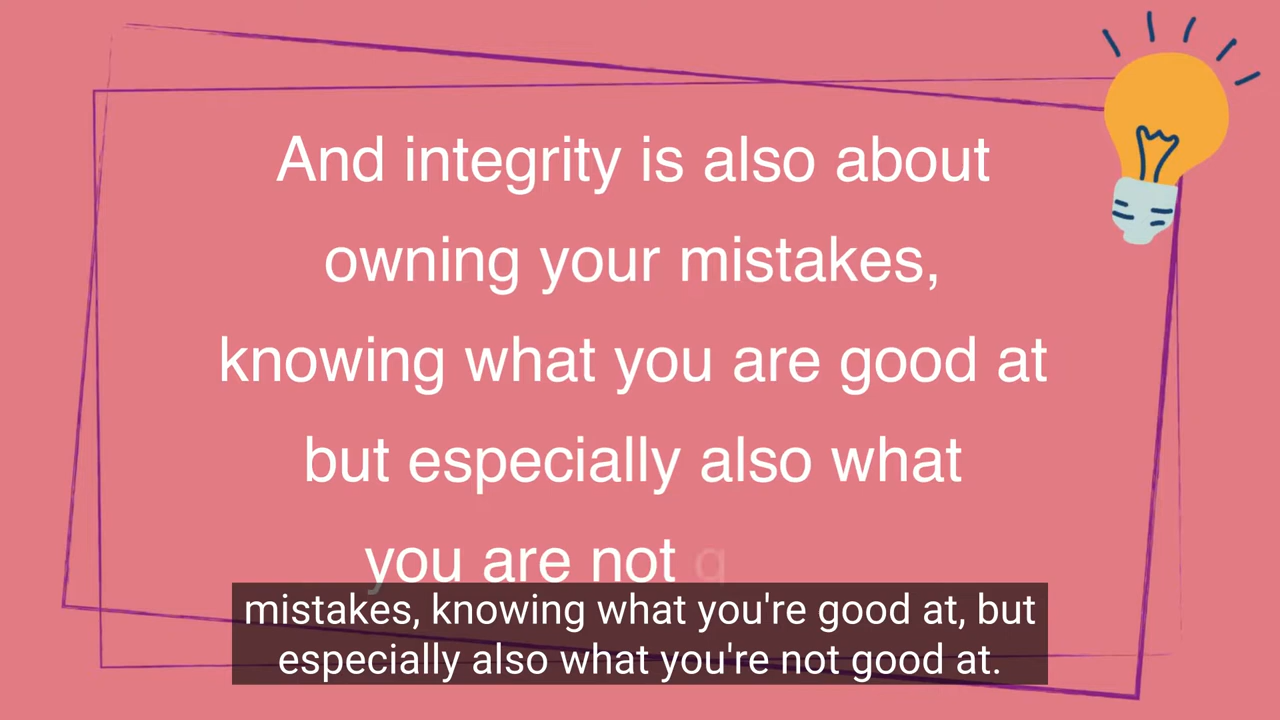 And integrity is also about
owning your mistakes,
knowing what you are good at
but especially also what
you are not g
mistakes, knowing what you're good at, but
especially also what you're not good at.